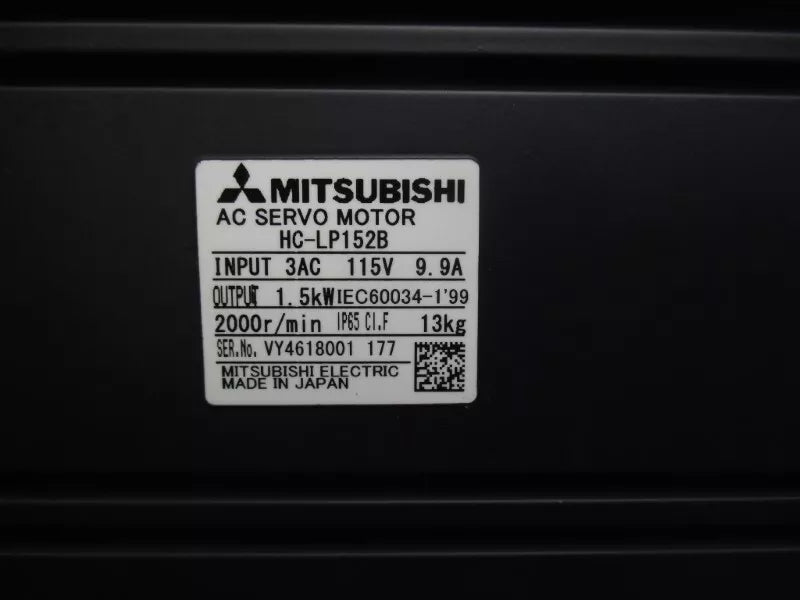 MITSUBISHI
AC SERVO MOTOR
HC-LP152B
INPUT 3AC 115V 9.9A
OUTPUT 1.5kW IEC60034-1'99
2000r/min IP65 CI.F 13kg
SER.No. VY4618001 177
MITSUBISHI ELECTRIC
MADE IN JAPAN